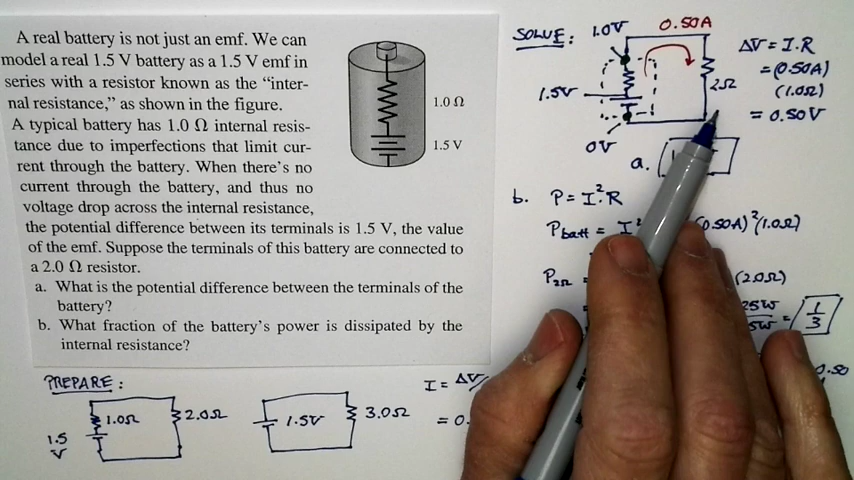 A real battery is not just an emf. We can
model a real 1.5 V battery as a 1.5 V emf in
series with a resistor known as the “inter-
nal resistance,” as shown in the figure.
A typical battery has 1.0 Ω internal resis-
tance due to imperfections that limit cur-
rent through the battery. When there’s no
current through the battery, and thus no
voltage drop across the internal resistance,
the potential difference between its terminals is 1.5 V, the value
of the emf. Suppose the terminals of this battery are connected to
a 2.0 Ω resistor.
a. What is the potential difference between the terminals of the
battery?
b. What fraction of the battery’s power is dissipated by the
internal resistance?
1.0 Ω
1.5 V
PREPARE:
1.5
V
1.0Ω
2.0Ω
1.5V
3.0Ω
I = ΔV/
= 0.
SOLVE:
1.0V
0.50A
1.5V
2Ω
0V
ΔV = I·R
= (0.50A)
(1.0Ω)
= 0.50V
a.
b. P = I²·R
P batt = I² (0.50A)²(1.0Ω)
P 2Ω = (2.0Ω)
= 25W = 1/3
5W
0.50